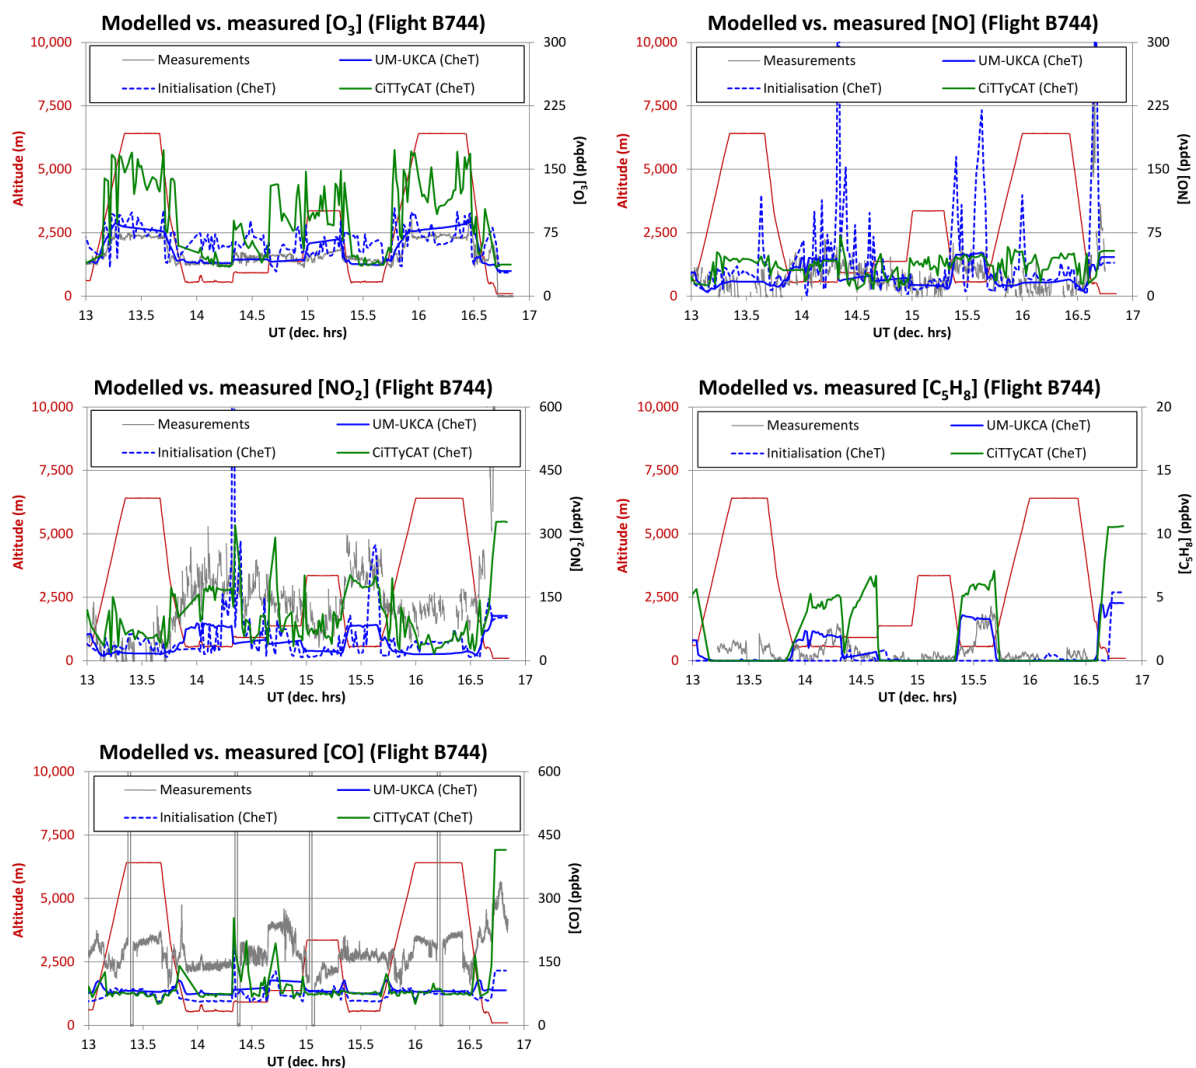 Modelled vs. measured [O3] (Flight B744)
10,000
7,500
5,000
2,500
0
Altitude (m)
Measurements
UM-UKCA (CheT)
Initialisation (CheT)
CiTTyCAT (CheT)
300
225
150
75
0
[O3] (ppbv)
13 13.5 14 14.5 15 15.5 16 16.5 17
UT (dec. hrs)
Modelled vs. measured [NO] (Flight B744)
10,000
7,500
5,000
2,500
0
Altitude (m)
Measurements
UM-UKCA (CheT)
Initialisation (CheT)
CiTTyCAT (CheT)
300
225
150
75
0
[NO] (pptv)
13 13.5 14 14.5 15 15.5 16 16.5 17
UT (dec. hrs)
Modelled vs. measured [NO2] (Flight B744)
10,000
7,500
5,000
2,500
0
Altitude (m)
Measurements
UM-UKCA (CheT)
Initialisation (CheT)
CiTTyCAT (CheT)
600
450
300
150
0
[NO2] (pptv)
13 13.5 14 14.5 15 15.5 16 16.5 17
UT (dec. hrs)
Modelled vs. measured [C5H8] (Flight B744)
10,000
7,500
5,000
2,500
0
Altitude (m)
Measurements
UM-UKCA (CheT)
Initialisation (CheT)
CiTTyCAT (CheT)
20
15
10
5
0
[C5H8] (ppbv)
13 13.5 14 14.5 15 15.5 16 16.5 17
UT (dec. hrs)
Modelled vs. measured [CO] (Flight B744)
10,000
7,500
5,000
2,500
0
Altitude (m)
Measurements
UM-UKCA (CheT)
Initialisation (CheT)
CiTTyCAT (CheT)
600
450
300
150
0
[CO] (ppbv)
13 13.5 14 14.5 15 15.5 16 16.5 17
UT (dec. hrs)